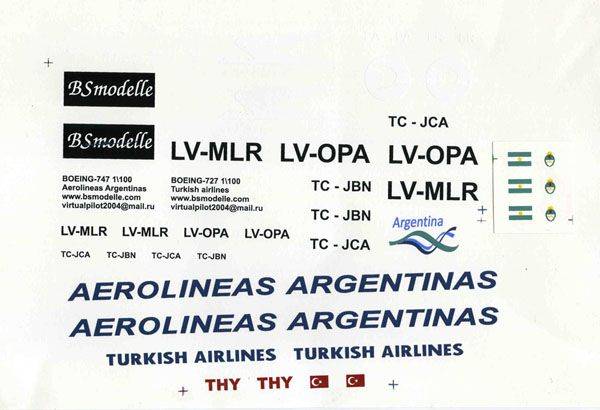 BSmodelle
BSmodelle
TC - JCA
LV-MLR LV-OPA LV-OPA
BOEING-747 1\100
Aerolineas Argentinas
www.bsmodelle.com
virtualpilot2004@mail.ru
BOEING-727 1\100
Turkish airlines
www.bsmodelle.com
virtualpilot2004@mail.ru
TC - JBN
LV-MLR
TC - JBN
Argentina
LV-MLR LV-MLR LV-OPA LV-OPA
TC - JCA
TC-JCA TC-JBN TC-JCA TC-JBN
AEROLINEAS ARGENTINAS
AEROLINEAS ARGENTINAS
TURKISH AIRLINES TURKISH AIRLINES
THY THY